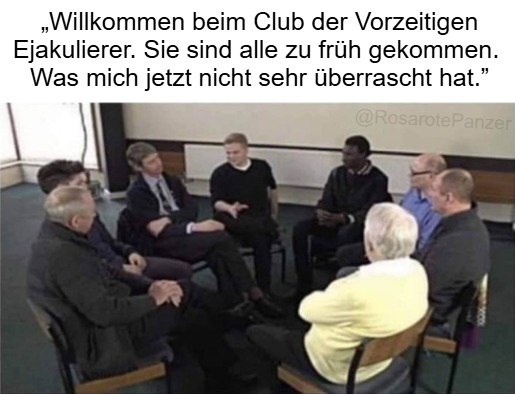 „Willkommen beim Club der Vorzeitigen
Ejakulierer. Sie sind alle zu früh gekommen.
Was mich jetzt nicht sehr überrascht hat.”
@RosarotePanzer